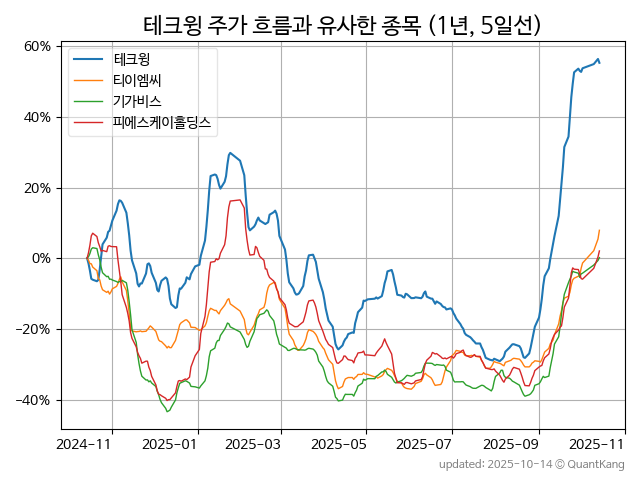 테크윙 주가 흐름과 유사한 종목 (1년, 5일선)
테크윙
티이엠씨
기가비스
피에스케이홀딩스
60%
40%
20%
0%
−20%
−40%
2024-11 2025-01 2025-03 2025-05 2025-07 2025-09 2025-11
updated: 2025-10-14 © QuantKang